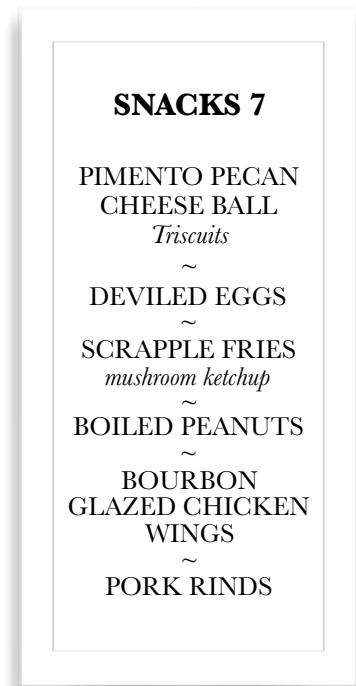 SNACKS 7
PIMENTO PECAN
CHEESE BALL
Triscuits
~
DEVILED EGGS
~
SCRAPPLE FRIES
mushroom ketchup
~
BOILED PEANUTS
~
BOURBON
GLAZED CHICKEN
WINGS
~
PORK RINDS